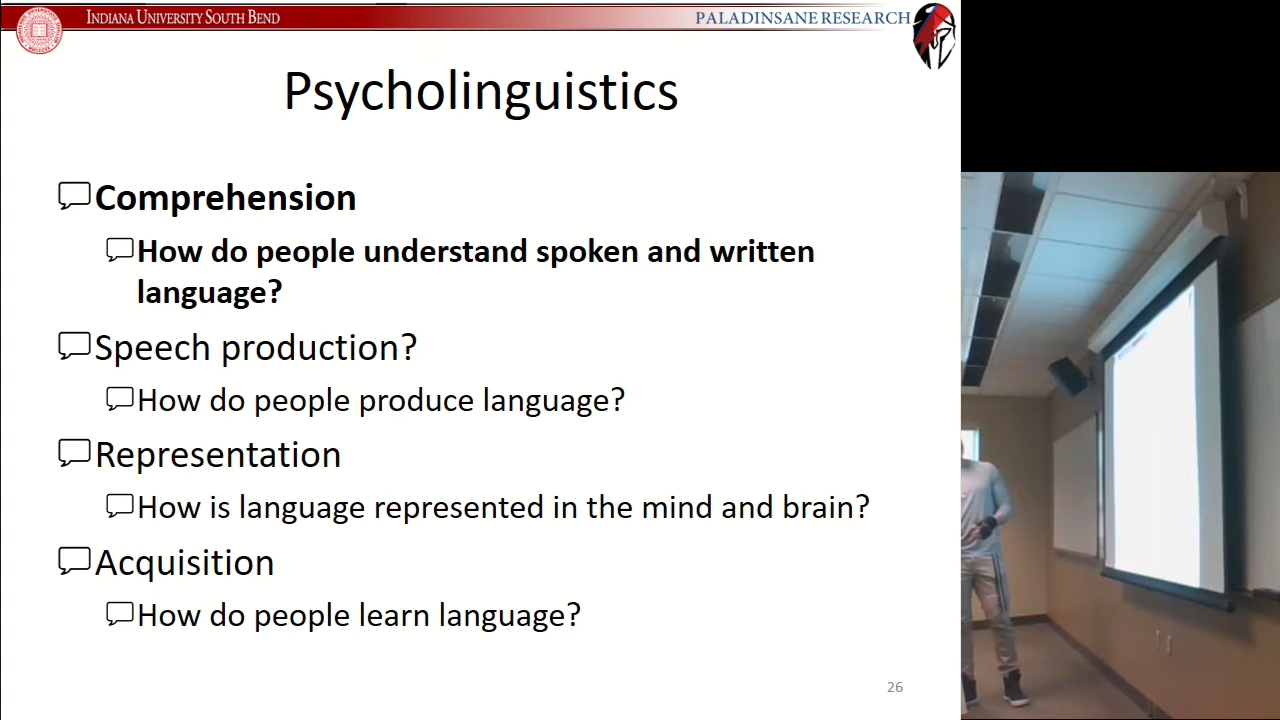 INDIANA UNIVERSITY SOUTH BEND
PALADINSANE RESEARCH
Psycholinguistics
Comprehension
How do people understand spoken and written
language?
Speech production?
How do people produce language?
Representation
How is language represented in the mind and brain?
Acquisition
How do people learn language?
26